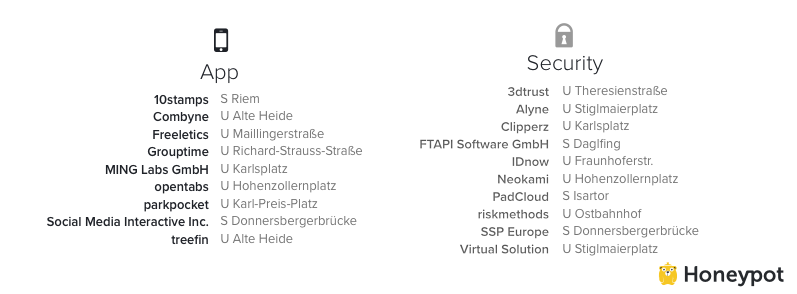 App
10stamps S Riem
Combyne U Alte Heide
Freeletics U Maillingerstraße
Grouptime U Richard-Strauss-Straße
MING Labs GmbH U Karlsplatz
opentabs U Hohenzollernplatz
parkpocket U Karl-Preis-Platz
Social Media Interactive Inc. S Donnersbergerbrücke
treefin U Alte Heide
Security
3dtrust U Theresienstraße
Alyne U Stiglmaierplatz
Clipperz U Karlsplatz
FTAPI Software GmbH S Daglfing
IDnow U Fraunhoferstr.
Neokami U Hohenzollernplatz
PadCloud S Isartor
riskmethods U Ostbahnhof
SSP Europe S Donnersbergerbrücke
Virtual Solution U Stiglmaierplatz
Honeypot